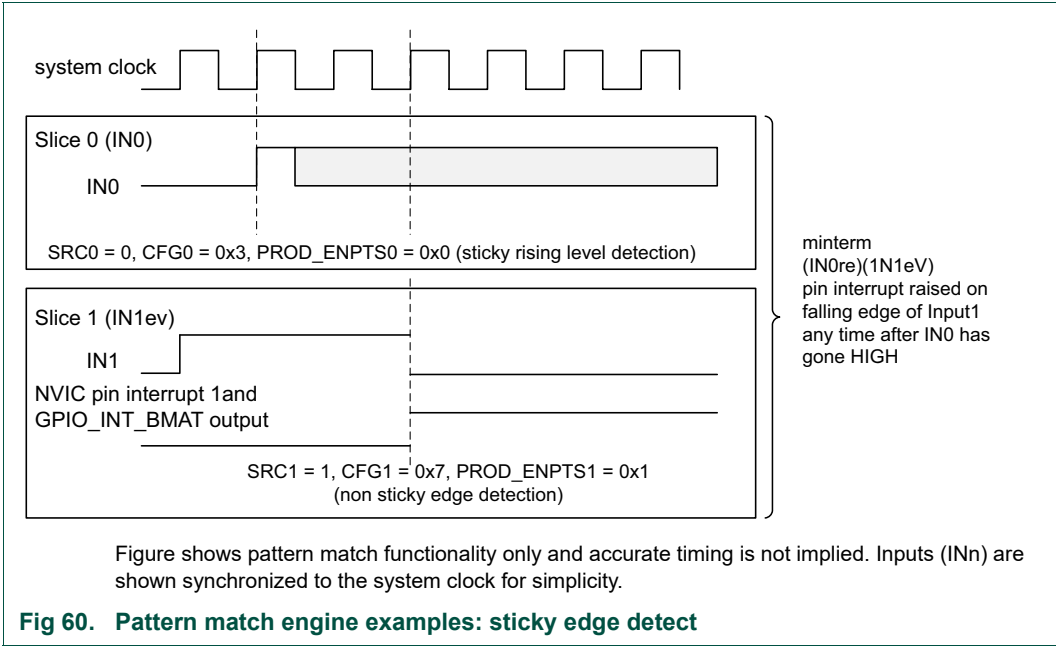 system clock
Slice 0 (IN0)
IN0
SRC0 = 0, CFG0 = 0x3, PROD_ENPTS0 = 0x0 (sticky rising level detection)
Slice 1 (IN1ev)
IN1
NVIC pin interrupt 1and
GPIO_INT_BMAT output
SRC1 = 1, CFG1 = 0x7, PROD_ENPTS1 = 0x1
(non sticky edge detection)
minterm
(IN0re)(1N1eV)
pin interrupt raised on
falling edge of Input1
any time after IN0 has
gone HIGH
Figure shows pattern match functionality only and accurate timing is not implied. Inputs (INn) are
shown synchronized to the system clock for simplicity.
Fig 60. Pattern match engine examples: sticky edge detect